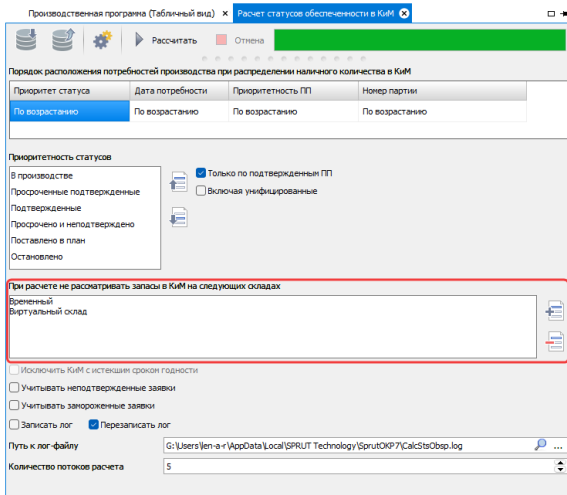 Производственная программа (Табличный вид) × Расчет статусов обеспеченности в КиМ
Рассчитать Отмена
Порядок расположения потребностей производства при распределении наличного количества в КиМ
Приоритет статуса Дата потребности Приоритетность ПП Номер партии
По возрастанию По возрастанию По возрастанию По возрастанию
Приоритетность статусов
В производстве
Просроченные подтвержденные
Подтвержденные
Просрочено и неподтверждено
Поставлено в план
Остановлено
Только по подтвержденным ПП
Включая унифицированные
При расчете не рассматривать запасы в КиМ на следующих складах
Временный
Виртуальный склад
Исключить КиМ с истекшим сроком годности
Учитывать неподтвержденные заявки
Учитывать замороженные заявки
Записать лог Перезаписать лог
Путь к лог-файлу G:\Users\len-a-r\AppData\Local\SPRUT Technology\SprutOKP7\CalcStsObsp.log ...
Количество потоков расчета 5